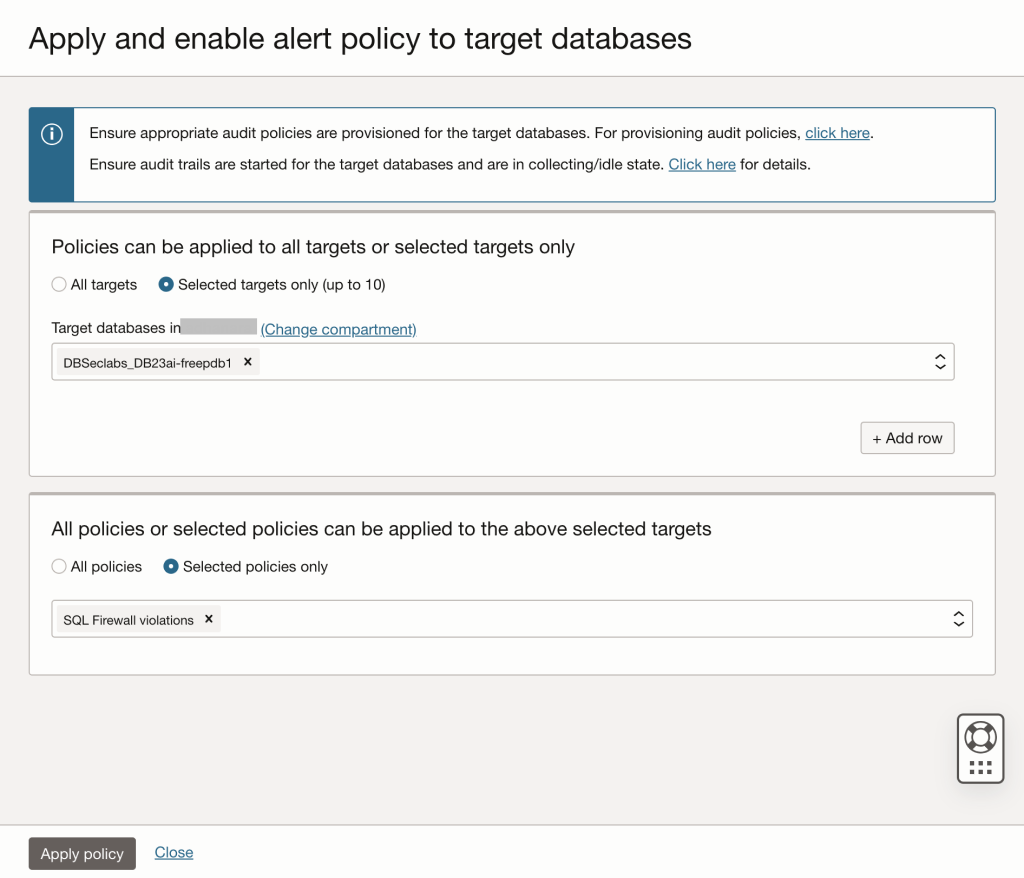 Apply and enable alert policy to target databases
Ensure appropriate audit policies are provisioned for the target databases. For provisioning audit policies, click here.
Ensure audit trails are started for the target databases and are in collecting/idle state. Click here for details.
Policies can be applied to all targets or selected targets only
All targets Selected targets only (up to 10)
Target databases in (Change compartment)
DBSeclabs_DB23ai-freepdb1 ×
+ Add row
All policies or selected policies can be applied to the above selected targets
All policies Selected policies only
SQL Firewall violations ×
Apply policy Close